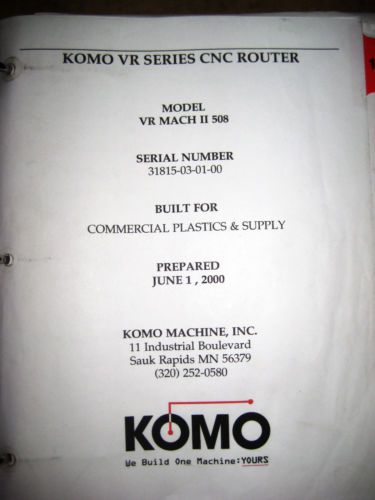 KOMO VR SERIES CNC ROUTER
MODEL
VR MACH II 508
SERIAL NUMBER
31815-03-01-00
BUILT FOR
COMMERCIAL PLASTICS & SUPPLY
PREPARED
JUNE 1 , 2000
KOMO MACHINE, INC.
11 Industrial Boulevard
Sauk Rapids MN 56379
(320) 252-0580
KOMO
We Build One Machine:YOURS